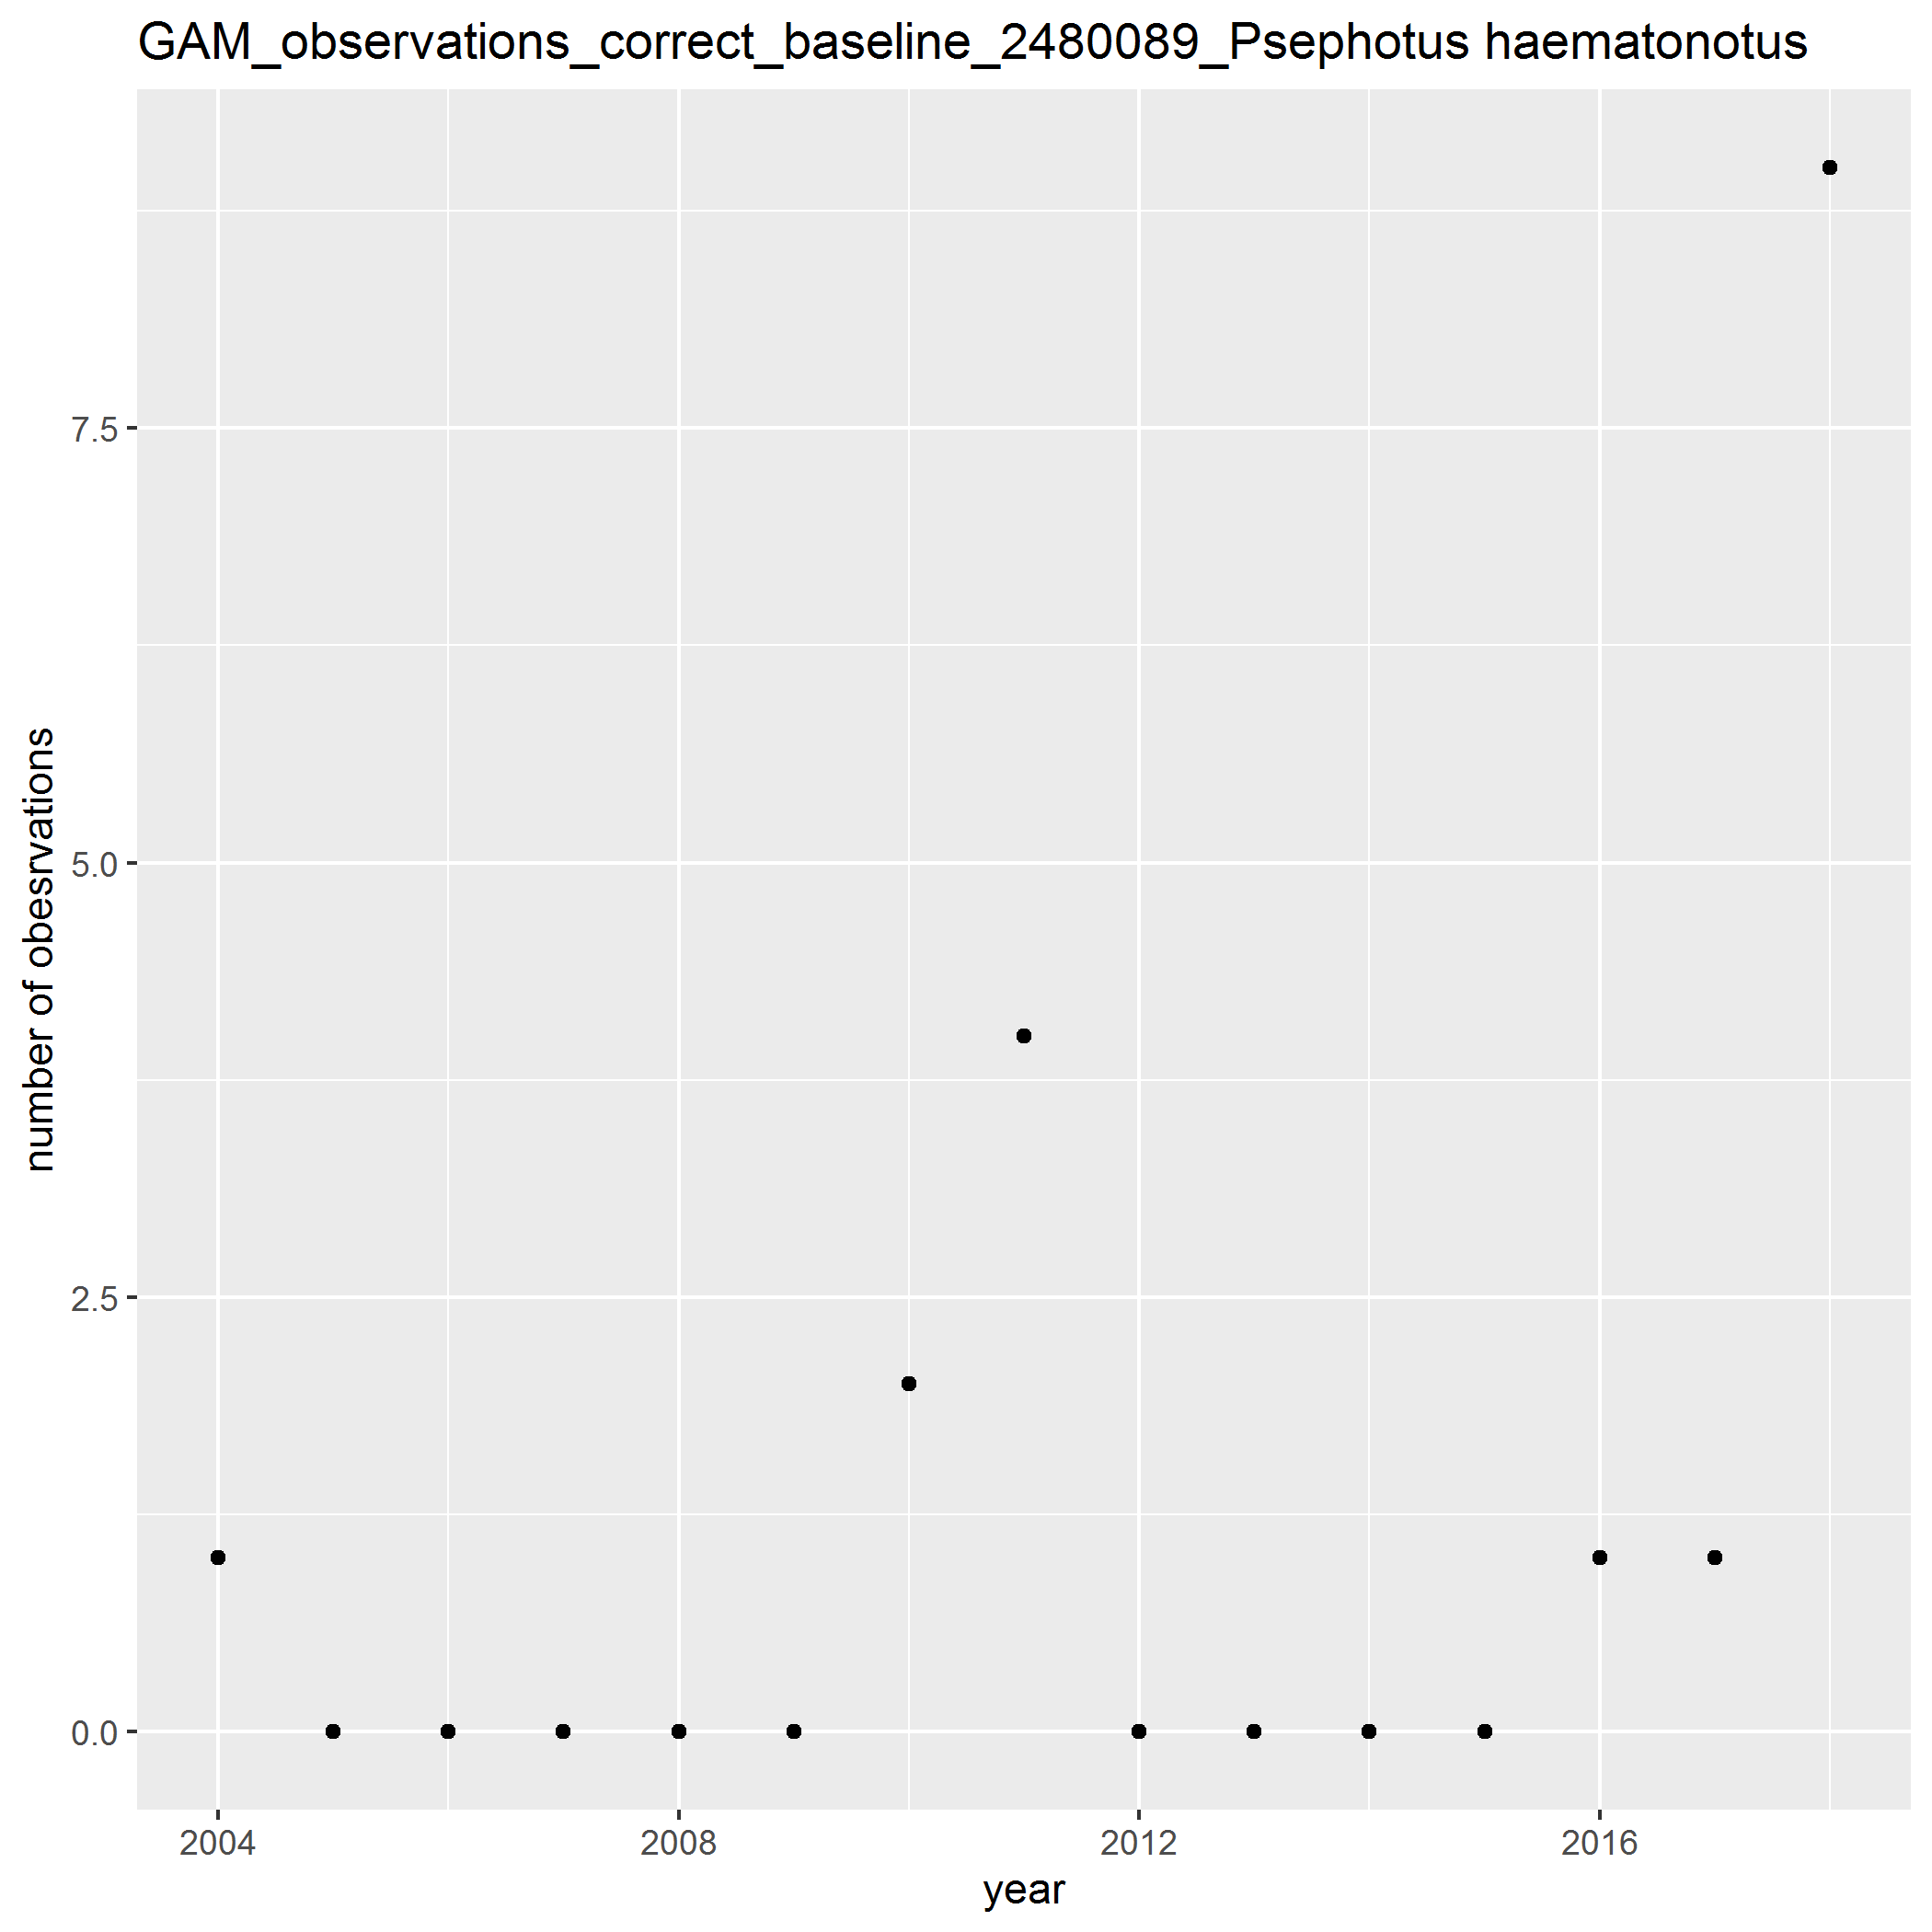 GAM_observations_correct_baseline_2480089_Psephotus haematonotus
7.5
5.0
2.5
0.0
number of obesrvations
2004 2008 2012 2016
year